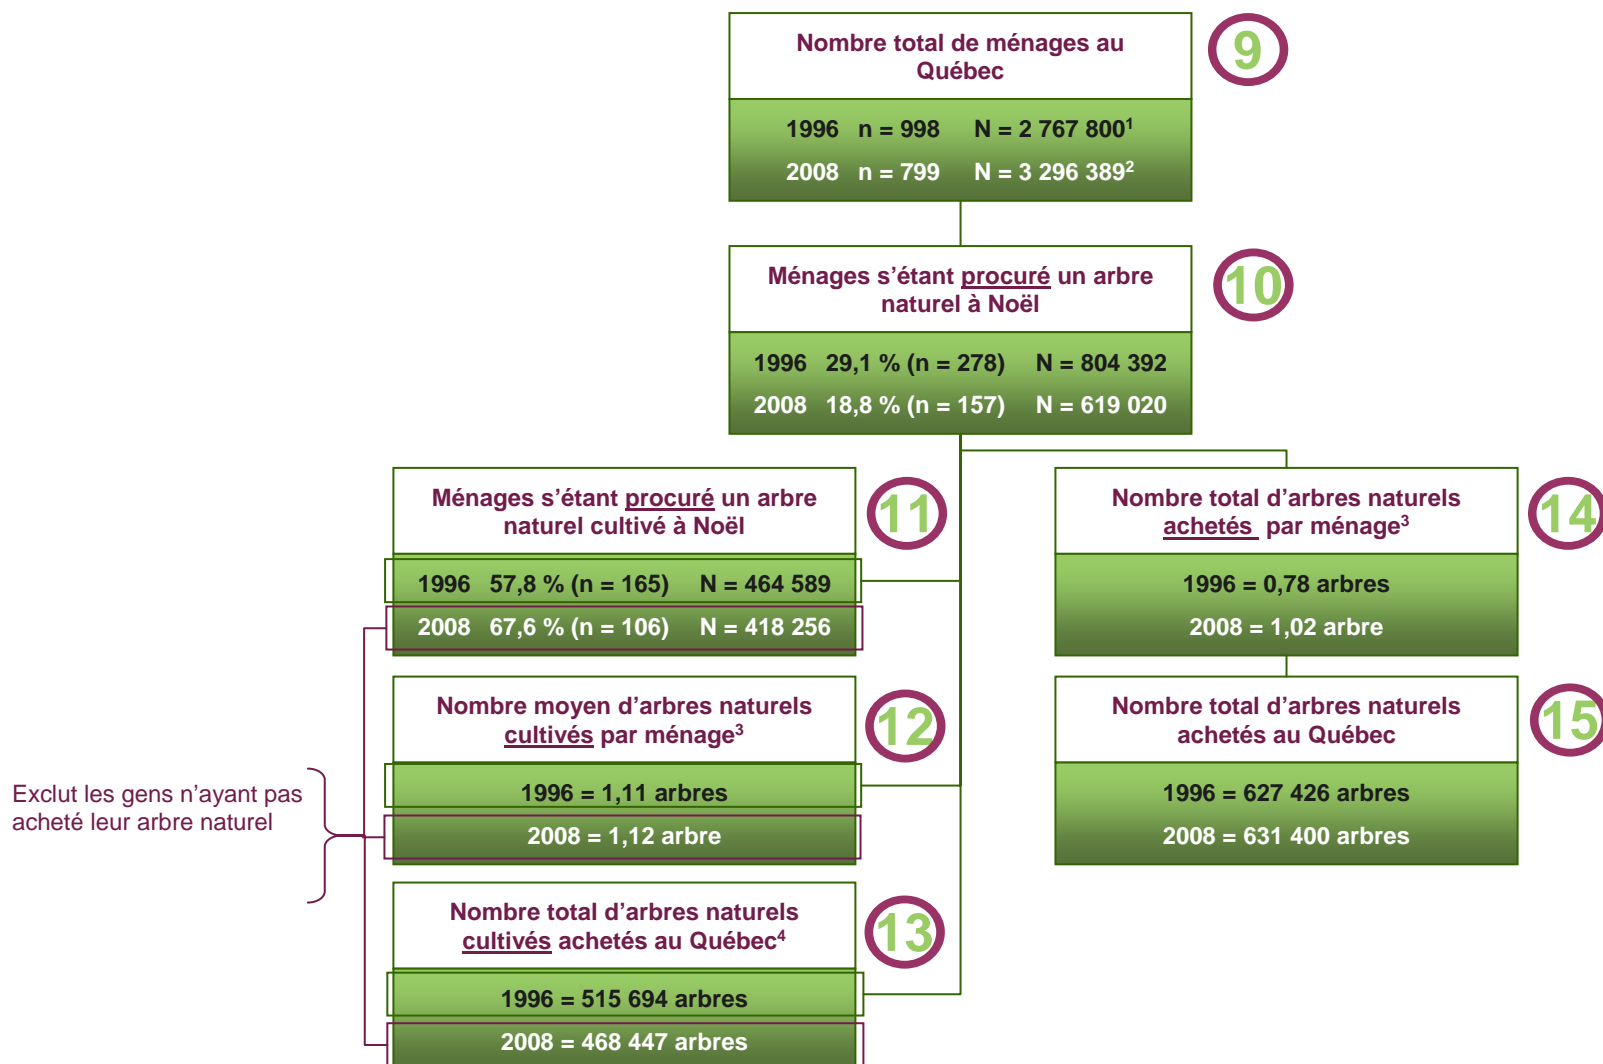 Nombre total de ménages au
Québec
9
1996 n = 998 N = 2 767 800¹
2008 n = 799 N = 3 296 389²
Ménages s'étant procuré un arbre
naturel à Noël
10
1996 29,1 % (n = 278) N = 804 392
2008 18,8 % (n = 157) N = 619 020
Ménages s'étant procuré un arbre
naturel cultivé à Noël
11
1996 57,8 % (n = 165) N = 464 589
2008 67,6 % (n = 106) N = 418 256
Nombre moyen d'arbres naturels
cultivés par ménage³
12
1996 = 1,11 arbres
2008 = 1,12 arbre
Exclut les gens n'ayant pas
acheté leur arbre naturel
Nombre total d'arbres naturels
cultivés achetés au Québec⁴
13
1996 = 515 694 arbres
2008 = 468 447 arbres
Nombre total d'arbres naturels
achetés par ménage³
14
1996 = 0,78 arbres
2008 = 1,02 arbre
Nombre total d'arbres naturels
achetés au Québec
15
1996 = 627 426 arbres
2008 = 631 400 arbres